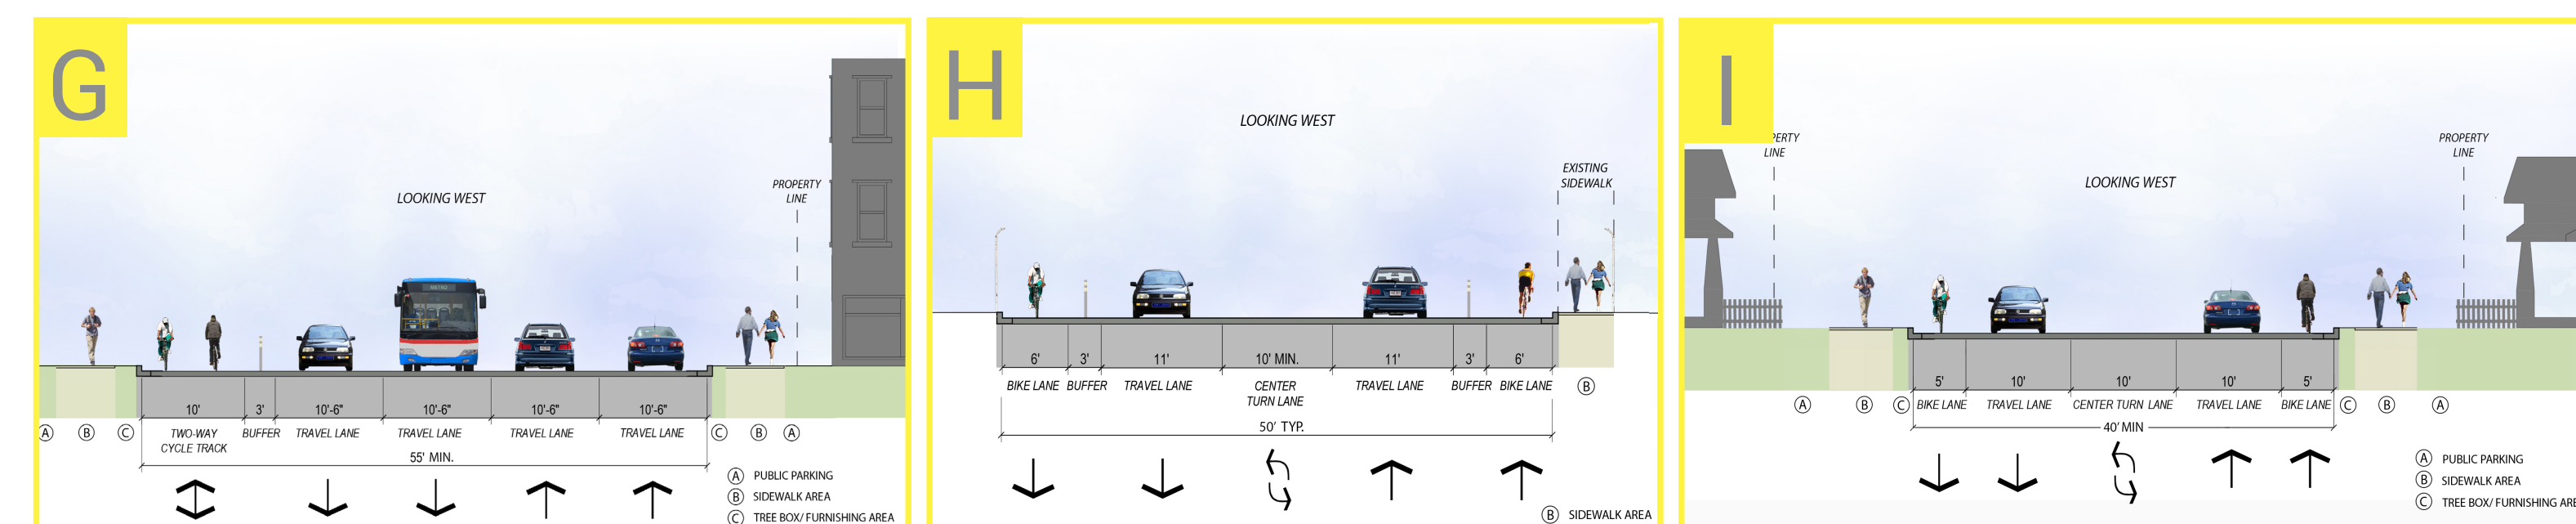 G
LOOKING WEST
PROPERTY
LINE
METRO
10' 3' 10'-6" 10'-6" 10'-6" 10'-6"
A B C TWO-WAY BUFFER TRAVEL LANE TRAVEL LANE TRAVEL LANE TRAVEL LANE C B A
CYCLE TRACK
55' MIN.
A PUBLIC PARKING
B SIDEWALK AREA
C TREE BOX/ FURNISHING AREA
H
LOOKING WEST
EXISTING
SIDEWALK
6' 3' 11' 10' MIN. 11' 3' 6'
BIKE LANE BUFFER TRAVEL LANE CENTER TRAVEL LANE BUFFER BIKE LANE B
TURN LANE
50' TYP.
B SIDEWALK AREA
I
PERTY
LINE
LOOKING WEST
PROPERTY
LINE
5' 10' 10' 10' 5'
A B C BIKE LANE TRAVEL LANE CENTER TURN LANE TRAVEL LANE BIKE LANE C B A
40' MIN
A PUBLIC PARKING
B SIDEWALK AREA
C TREE BOX/ FURNISHING ARE